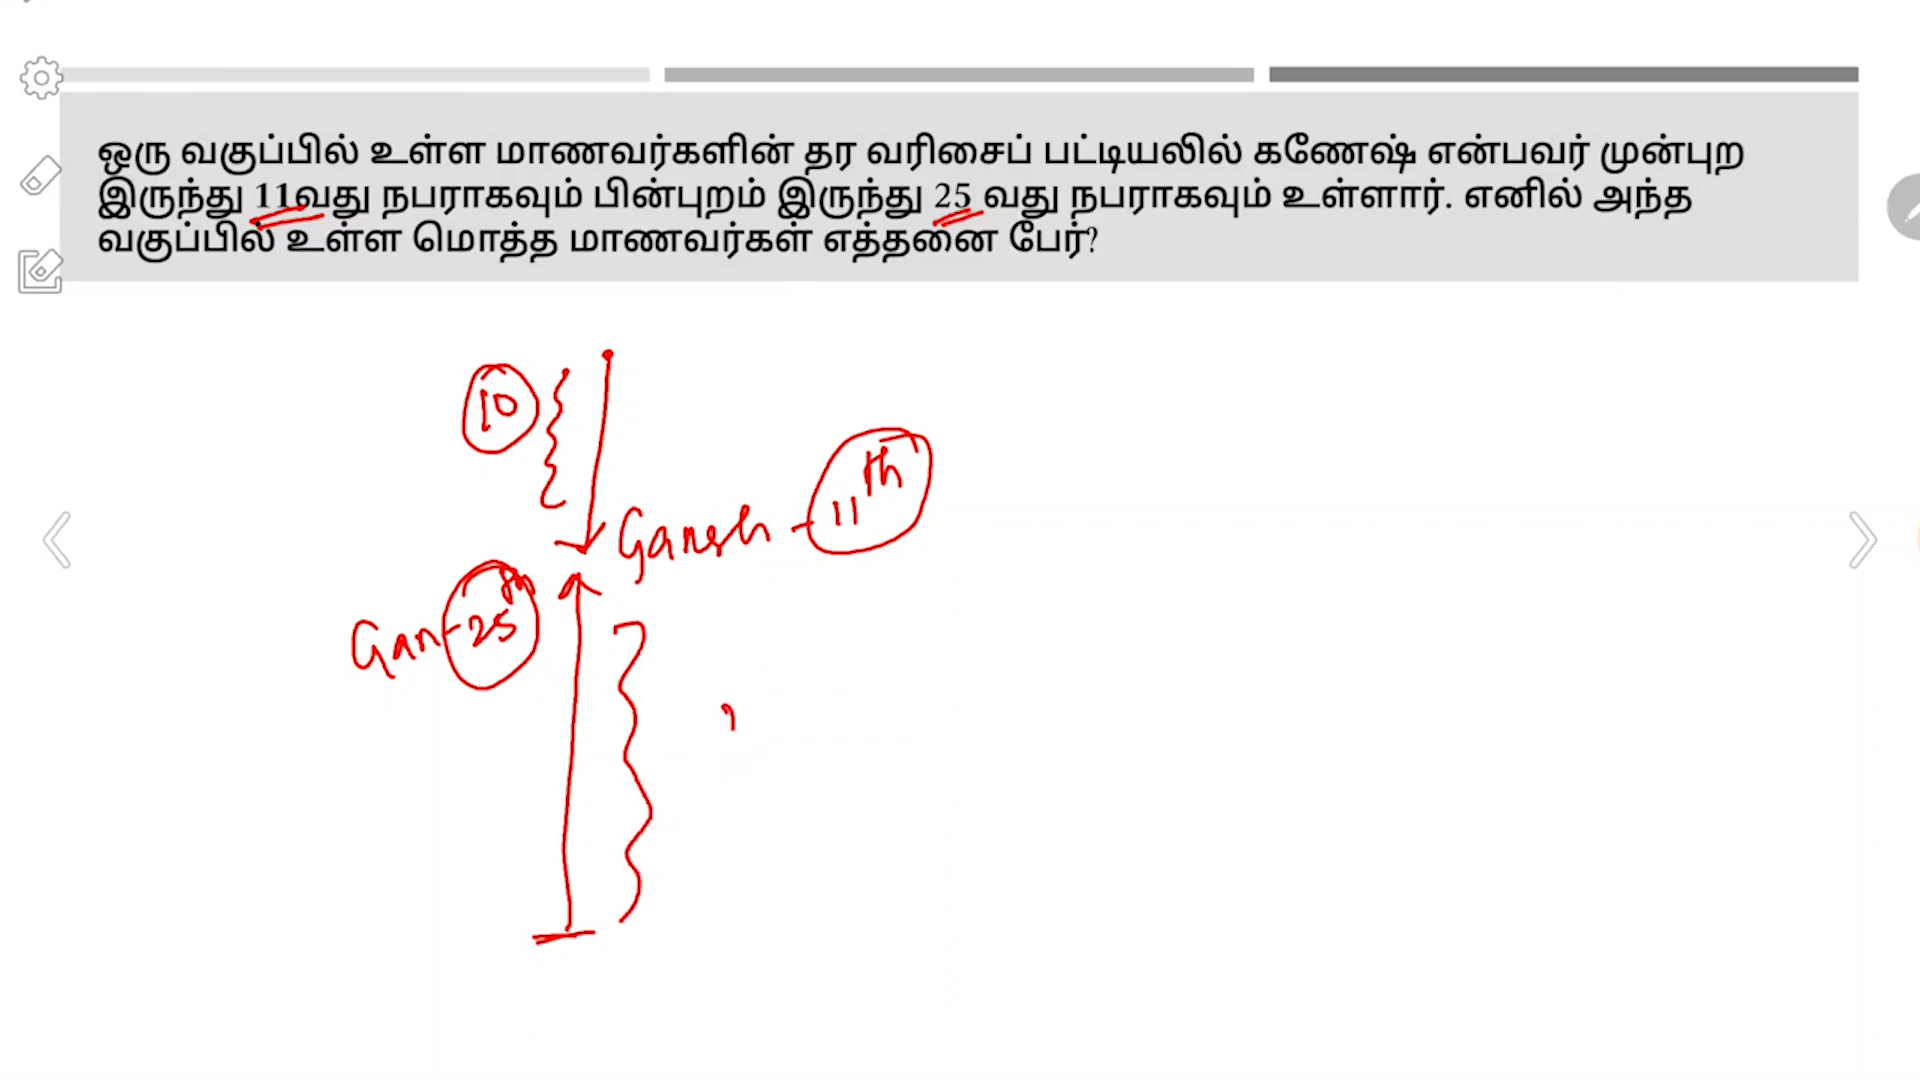 ஒரு வகுப்பில் உள்ள மாணவர்களின் தர வரிசைப் பட்டியலில் கணேஷ் என்பவர் முன்புற
இருந்து 11வது நபராகவும் பின்புறம் இருந்து 25 வது நபராகவும் உள்ளார். எனில் அந்த
வகுப்பில் உள்ள மொத்த மாணவர்கள் எத்தனை பேர்?
10
Ganesh - 11th
Gan - 25th